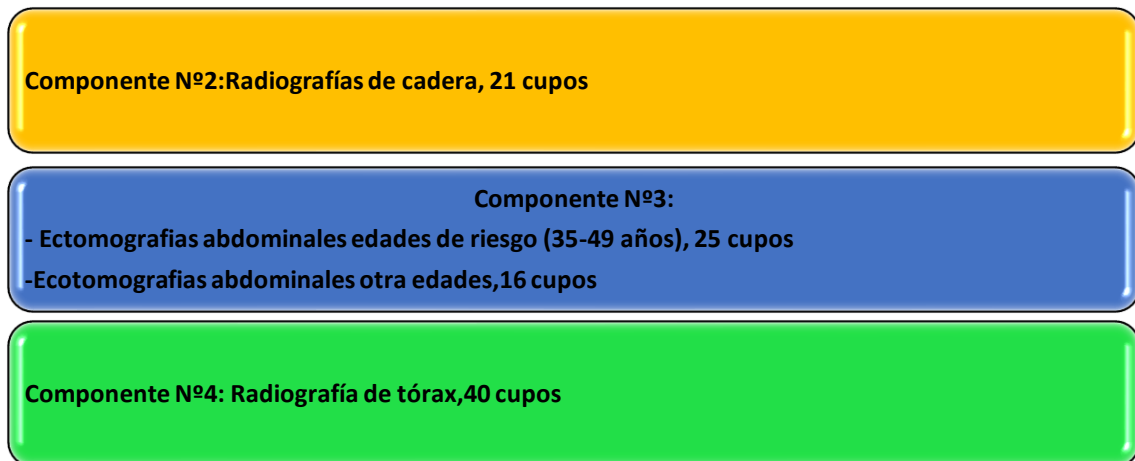 Componente Nº2:Radiografías de cadera, 21 cupos
Componente Nº3:
- Ectomografias abdominales edades de riesgo (35-49 años), 25 cupos
-Ecotomografias abdominales otra edades,16 cupos
Componente Nº4: Radiografía de tórax,40 cupos